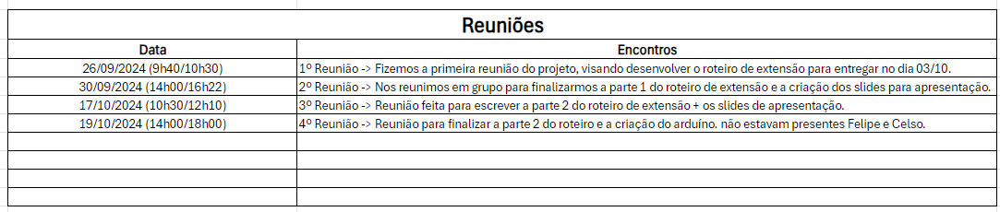 Reuniões
Data Encontros
26/09/2024 (9h40/10h30) 1º Reunião -> Fizemos a primeira reunião do projeto, visando desenvolver o roteiro de extensão para entregar no dia 03/10.
30/09/2024 (14h00/16h22) 2º Reunião -> Nos reunimos em grupo para finalizarmos a parte 1 do roteiro de extensão e a criação dos slides para apresentação.
17/10/2024 (10h30/12h10) 3º Reunião -> Reunião feita para escrever a parte 2 do roteiro de extensão + os slides de apresentação.
19/10/2024 (14h00/18h00) 4º Reunião -> Reunião para finalizar a parte 2 do roteiro e a criação do arduíno. não estavam presentes Felipe e Celso.